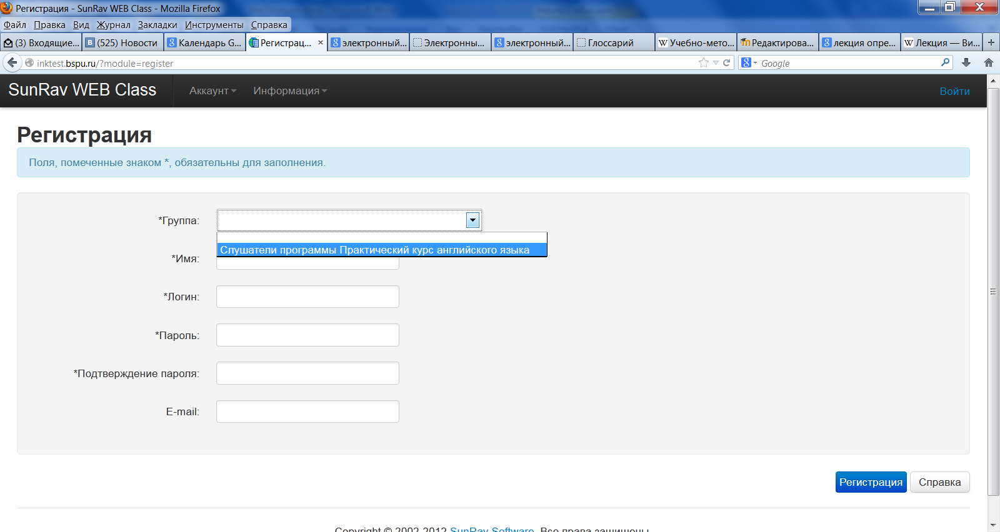 Регистрация - SunRav WEB Class - Mozilla Firefox
Файл Правка Вид Журнал Закладки Инструменты Справка
(3) Входящие... (525) Новости Календарь G... Регистрац... электронный... Электронны... электронный... Глоссарий Учебно-мето... Редактирова... лекция опре... Лекция — Ви...
inktest.bspu.ru/?module=register Google
SunRav WEB Class Аккаунт Информация Войти
Регистрация
Поля, помеченные знаком *, обязательны для заполнения.
*Группа:
Слушатели программы Практический курс английского языка
*Имя:
*Логин:
*Пароль:
*Подтверждение пароля:
E-mail:
Регистрация Справка
Copyright © 2002-2012 SunRav Software. Все права защищены